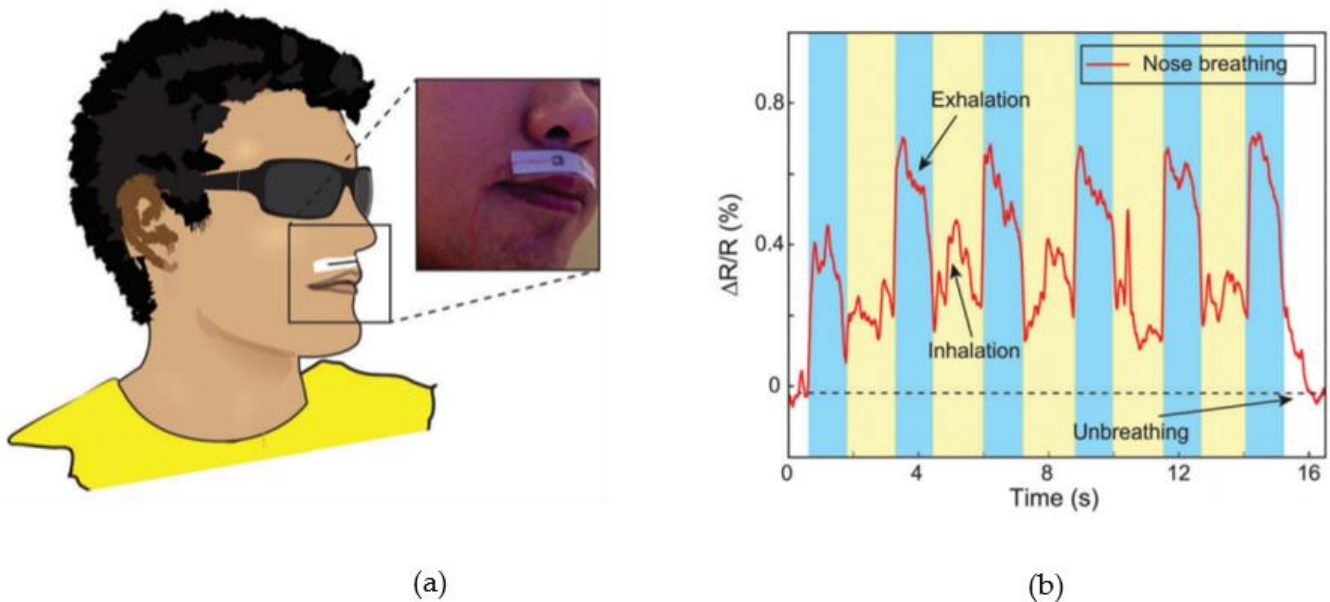 Nose breathing
Exhalation
Inhalation
Unbreathing
ΔR/R (%)
0.8
0.4
0
0 4 8 12 16
Time (s)
(a) (b)